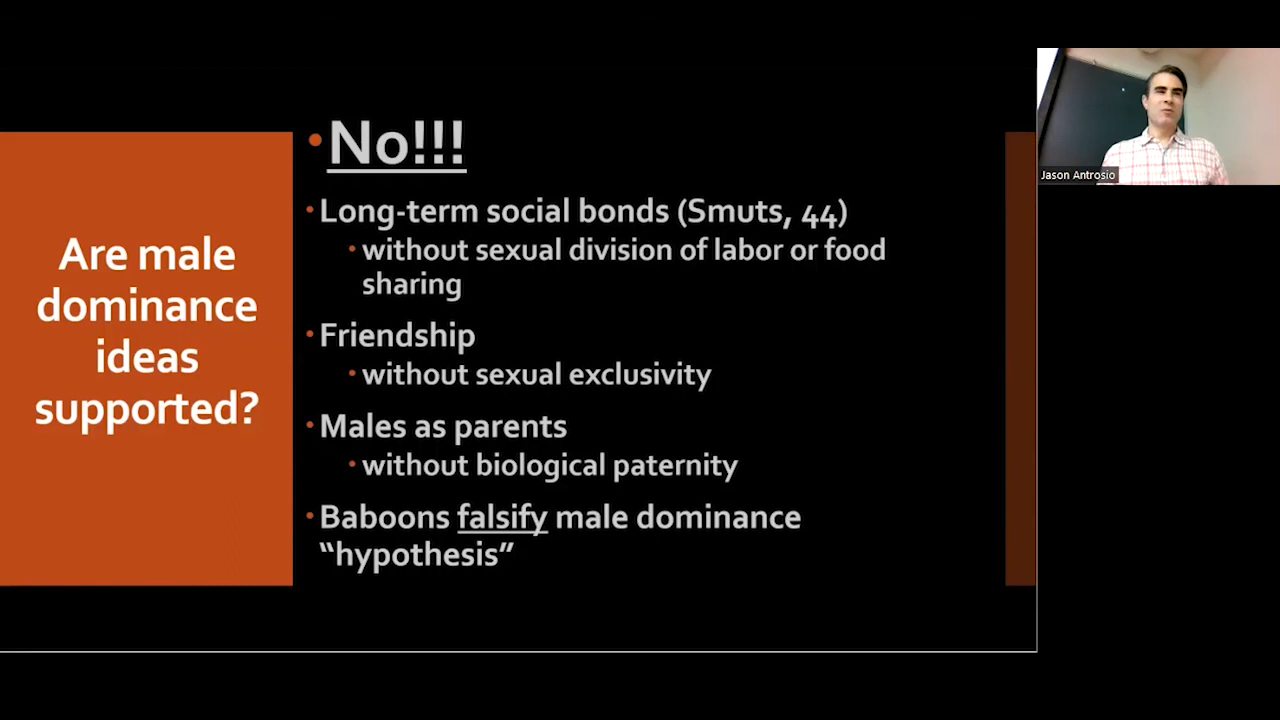 Are male
dominance
ideas
supported?
•No!!!
•Long-term social bonds (Smuts, 44)
•without sexual division of labor or food
sharing
•Friendship
•without sexual exclusivity
•Males as parents
•without biological paternity
•Baboons falsify male dominance
“hypothesis”
Jason Antrosio